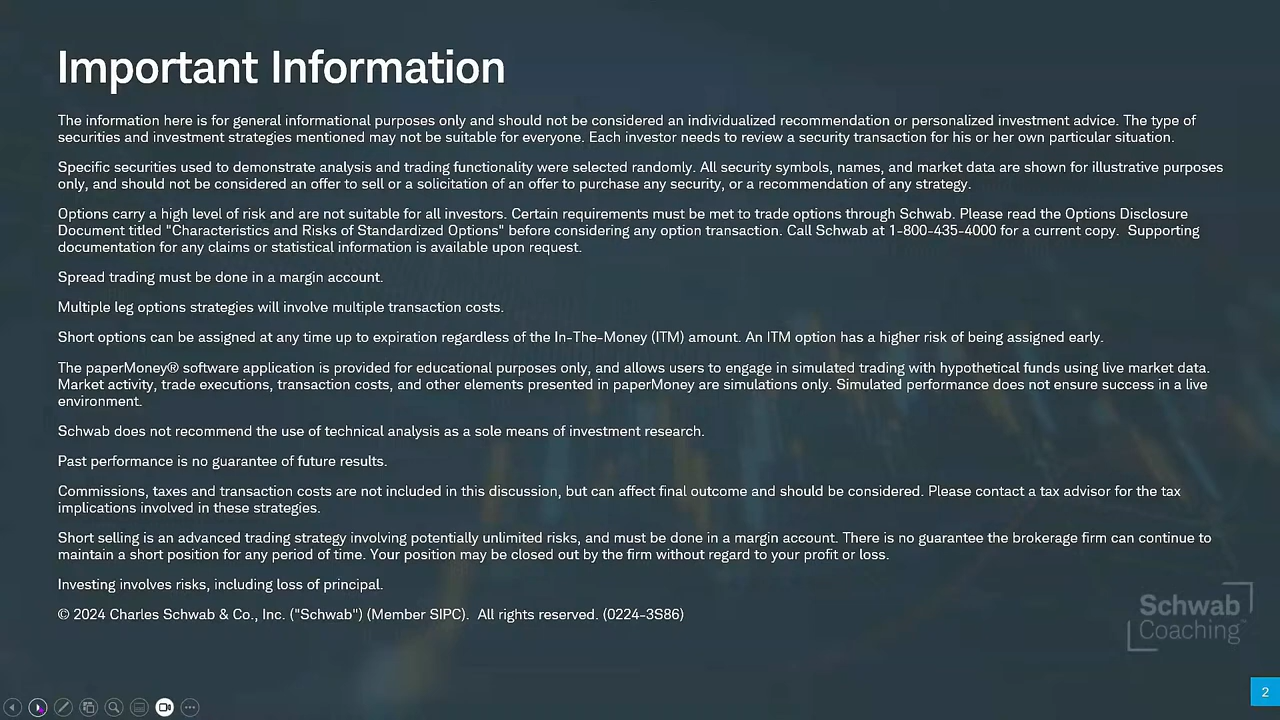 Important Information
The information here is for general informational purposes only and should not be considered an individualized recommendation or personalized investment advice. The type of
securities and investment strategies mentioned may not be suitable for everyone. Each investor needs to review a security transaction for his or her own particular situation.
Specific securities used to demonstrate analysis and trading functionality were selected randomly. All security symbols, names, and market data are shown for illustrative purposes
only, and should not be considered an offer to sell or a solicitation of an offer to purchase any security, or a recommendation of any strategy.
Options carry a high level of risk and are not suitable for all investors. Certain requirements must be met to trade options through Schwab. Please read the Options Disclosure
Document titled "Characteristics and Risks of Standardized Options" before considering any option transaction. Call Schwab at 1-800-435-4000 for a current copy.  Supporting
documentation for any claims or statistical information is available upon request.
Spread trading must be done in a margin account.
Multiple leg options strategies will involve multiple transaction costs.
Short options can be assigned at any time up to expiration regardless of the In-The-Money (ITM) amount. An ITM option has a higher risk of being assigned early.
The paperMoney® software application is provided for educational purposes only, and allows users to engage in simulated trading with hypothetical funds using live market data.
Market activity, trade executions, transaction costs, and other elements presented in paperMoney are simulations only. Simulated performance does not ensure success in a live
environment.
Schwab does not recommend the use of technical analysis as a sole means of investment research.
Past performance is no guarantee of future results.
Commissions, taxes and transaction costs are not included in this discussion, but can affect final outcome and should be considered. Please contact a tax advisor for the tax
implications involved in these strategies.
Short selling is an advanced trading strategy involving potentially unlimited risks, and must be done in a margin account. There is no guarantee the brokerage firm can continue to
maintain a short position for any period of time. Your position may be closed out by the firm without regard to your profit or loss.
Investing involves risks, including loss of principal.
© 2024 Charles Schwab & Co., Inc. ("Schwab") (Member SIPC).  All rights reserved. (0224-3S86)
Schwab
Coaching™
2